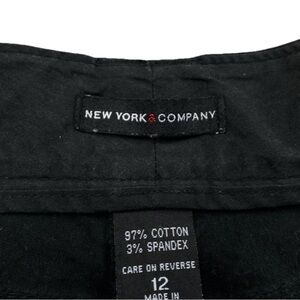 NEW YORK & COMPANY
97% COTTON
3% SPANDEX
CARE ON REVERSE
12
MADE IN